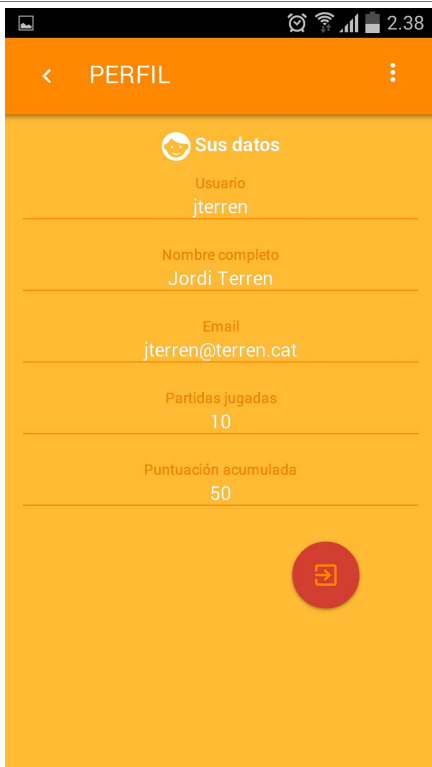 2.38
PERFIL
Sus datos
Usuario
jterren
Nombre completo
Jordi Terren
Email
jterren@terren.cat
Partidas jugadas
10
Puntuación acumulada
50